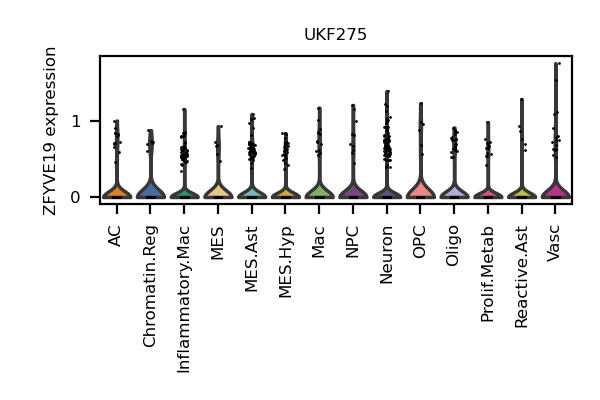 UKF275
ZFYVE19 expression
1
0
AC
Chromatin.Reg
Inflammatory.Mac
MES
MES.Ast
MES.Hyp
Mac
NPC
Neuron
OPC
Oligo
Prolif.Metab
Reactive.Ast
Vasc